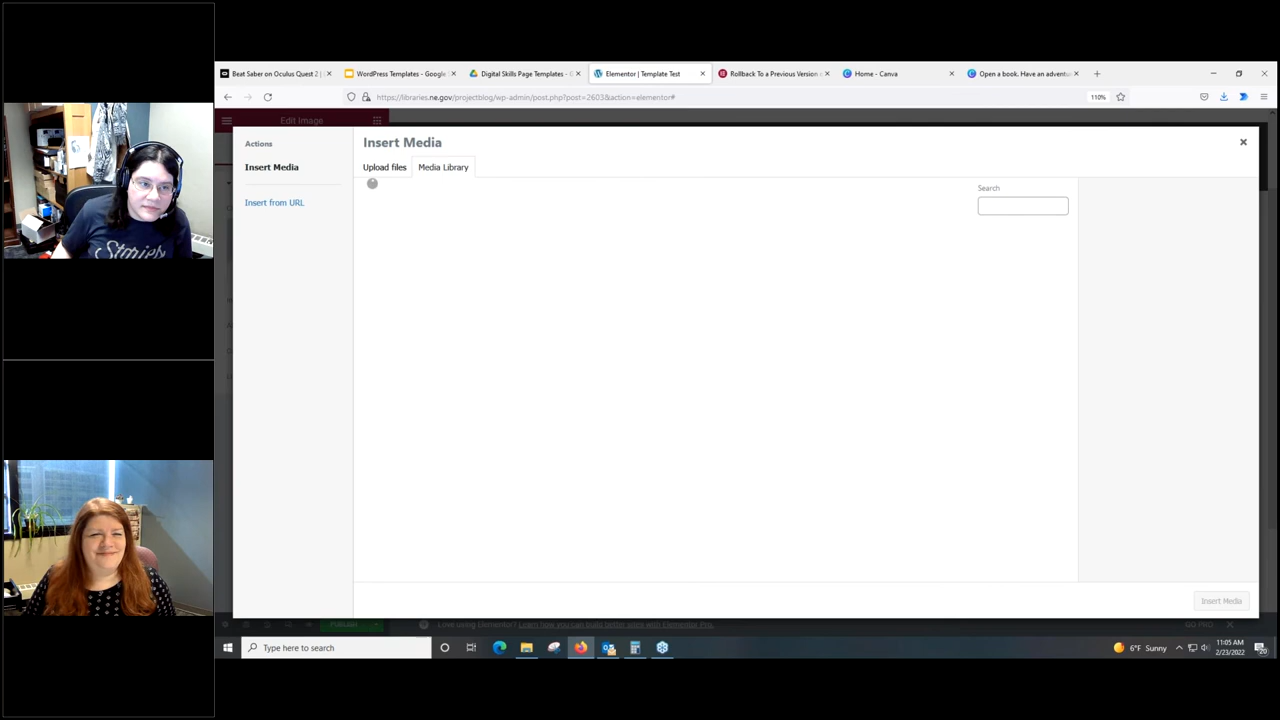 Beat Saber on Oculus Quest 2 |
WordPress Templates - Google
Digital Skills Page Templates - G
Elementor | Template Test
Rollback To a Previous Version
Home - Canva
Open a book. Have an adventu
https://libraries.ne.gov/projectblog/wp-admin/post.php?post=2603&action=elementor#
110%
Edit Image
Actions
Insert Media
Insert from URL
Insert Media
Upload files
Media Library
Search
Insert Media
PUBLISH
Love using Elementor? Learn how you can build better sites with Elementor Pro.
GO PRO
Stories
Type here to search
6°F Sunny
11:05 AM
2/23/2022
20